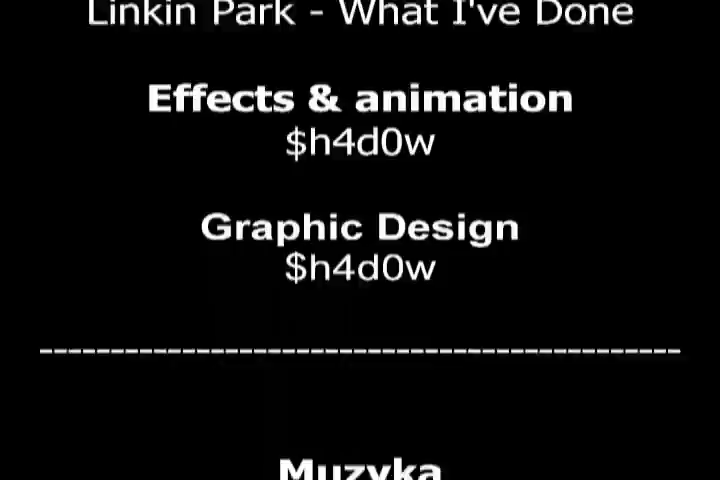 Linkin Park - What I've Done
Effects & animation
$h4d0w
Graphic Design
$h4d0w
---------------------------------------------
Muzyka